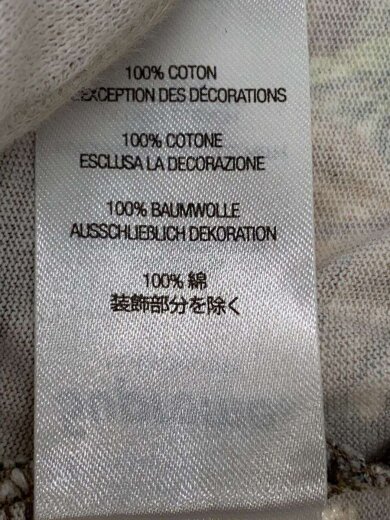 100% COTON
L'EXCEPTION DES DÉCORATIONS
100% COTONE
ESCLUSA LA DECORAZIONE
100% BAUMWOLLE
AUSSCHLIEBLICH DEKORATION
100% 綿
装飾部分を除く